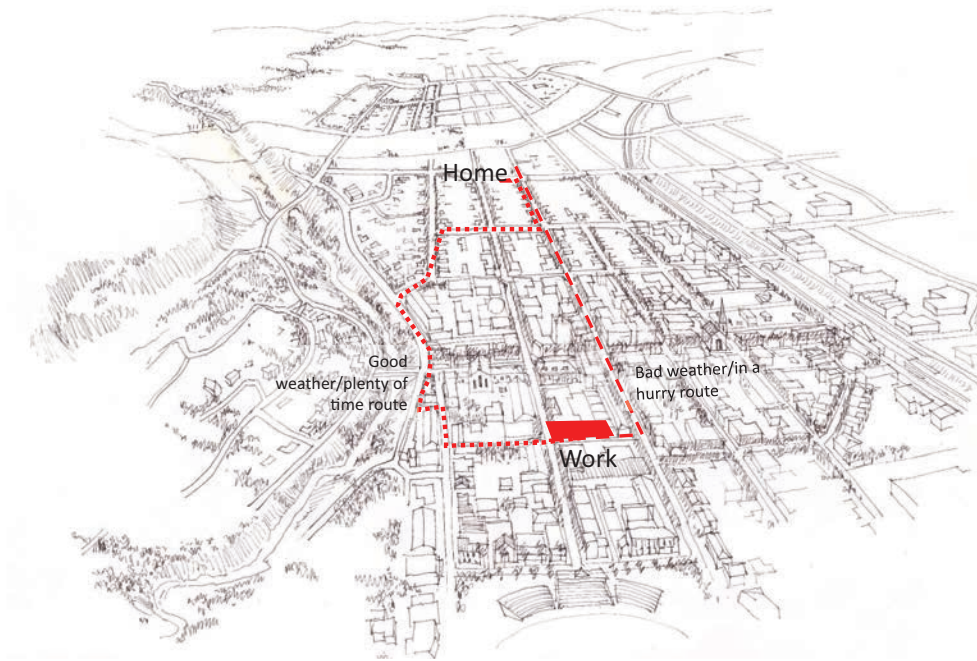 Home
Good
weather/plenty of
time route
Bad weather/in a
hurry route
Work